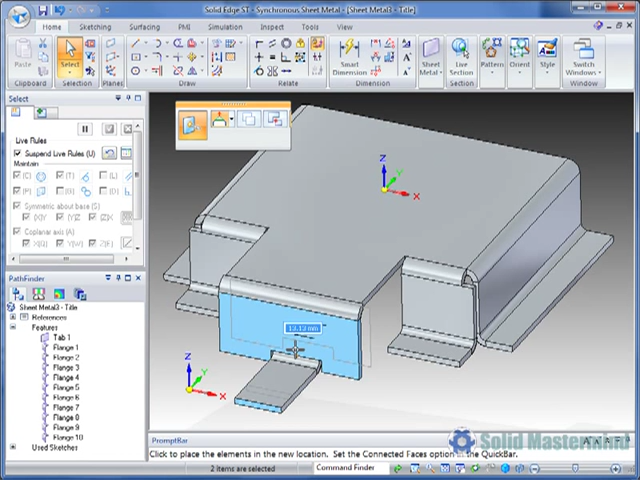 Solid Edge ST - Synchronous Sheet Metal - [Sheet Metal3 - Title]
Home Sketching Surfacing PMI Simulation Inspect Tools View
Paste
Select
Planes
Smart Dimension
Sheet Metal
Live Section
Pattern
Orient
Style
Switch Windows
Clipboard Selection Draw Relate Dimension Section Window
Select
Live Rules
Suspend Live Rules (U)
Maintain
(C) (T) (L)
Symmetric about base (S)
Coplanar axis (A)
PathFinder
Sheet Metal3 - Title
References
Features
Tab 1
Flange 1
Flange 2
Flange 3
Flange 4
Flange 5
Flange 6
Flange 7
Flange 8
Flange 9
Flange 10
Used Sketches
Z
Y
X
Z
Y
X
PromptBar
Click to place the elements in the new location. Set the Connected Faces option in the QuickBar.
Solid Mastermind
2 items are selected
Command Finder